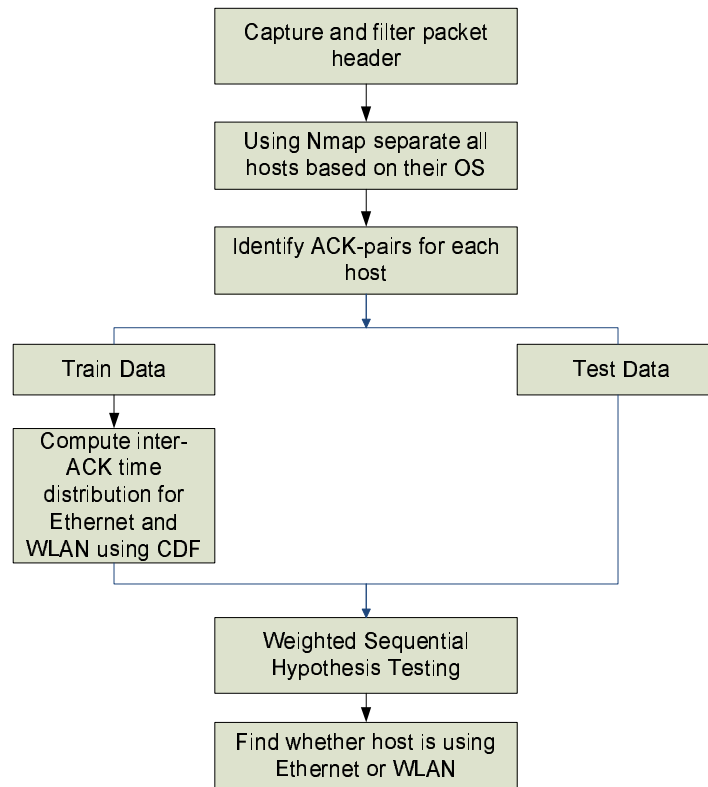 Capture and filter packet
header
Using Nmap separate all
hosts based on their OS
Identify ACK-pairs for each
host
Train Data
Test Data
Compute inter-
ACK time
distribution for
Ethernet and
WLAN using CDF
Weighted Sequential
Hypothesis Testing
Find whether host is using
Ethernet or WLAN